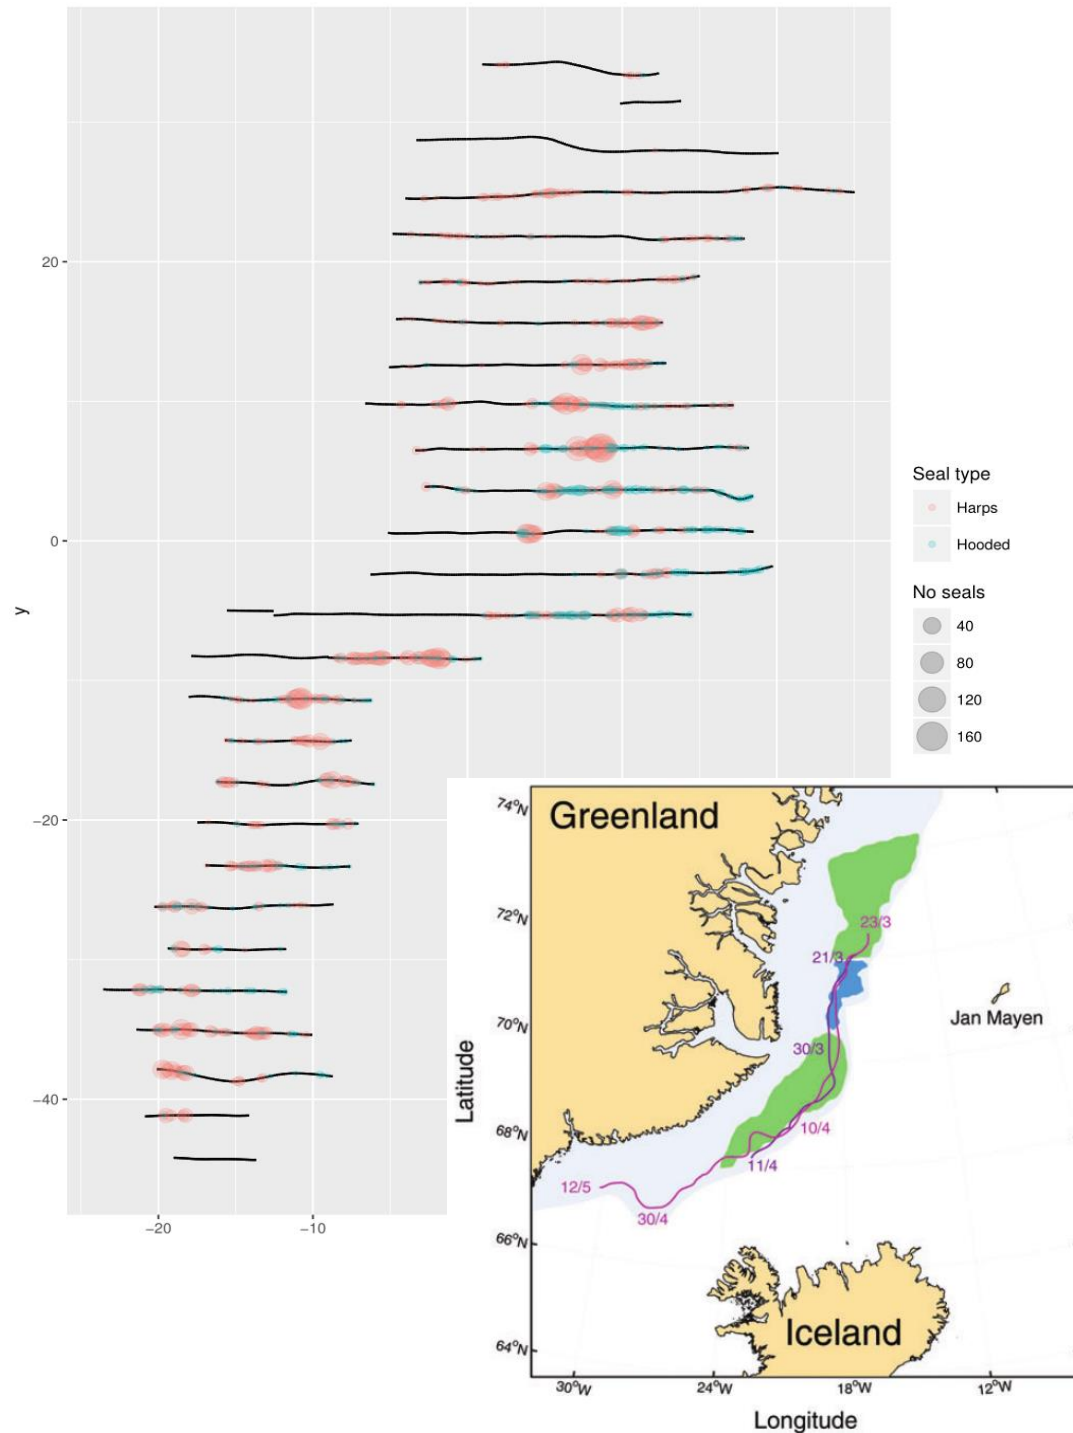 20
0
−20
−40
y
−20
−10
Seal type
Harps
Hooded
No seals
40
80
120
160
Greenland
Jan Mayen
Iceland
23/3
21/3
30/3
10/4
11/4
12/5
30/4
74°N
72°N
70°N
68°N
66°N
64°N
Latitude
30°W
24°W
18°W
12°W
Longitude